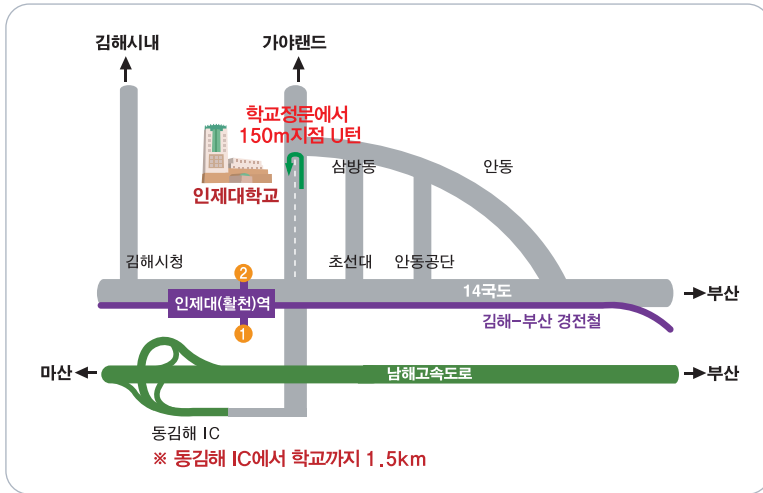 김해시내
가야랜드
학교정문에서
150m지점 U턴
인제대학교
삼방동
안동
김해시청
초선대
안동공단
2
14국도
부산
인제대(활천)역
김해-부산 경전철
1
마산
남해고속도로
부산
동김해 IC
※ 동김해 IC에서 학교까지 1.5km